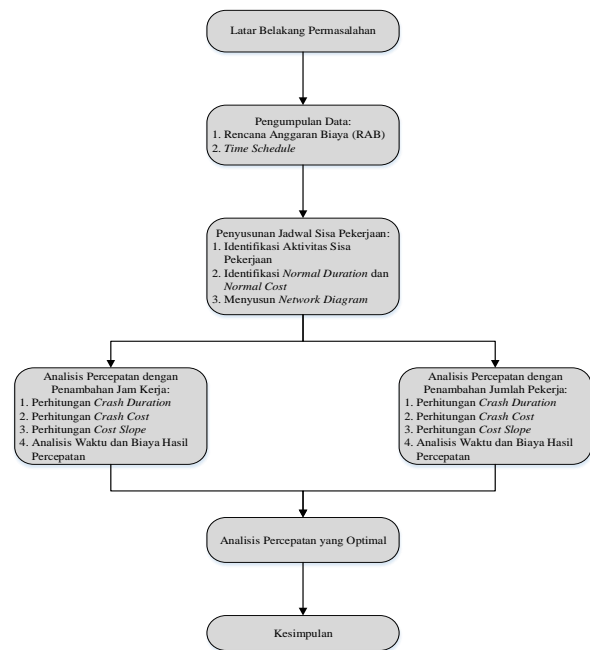 Latar Belakang Permasalahan
Pengumpulan Data:
1. Rencana Anggaran Biaya (RAB)
2. Time Schedule
Penyusunan Jadwal Sisa Pekerjaan:
1. Identifikasi Aktivitas Sisa
Pekerjaan
2. Identifikasi Normal Duration dan
Normal Cost
3. Menyusun Network Diagram
Analisis Percepatan dengan
Penambahan Jam Kerja:
1. Perhitungan Crash Duration
2. Perhitungan Crash Cost
3. Perhitungan Cost Slope
4. Analisis Waktu dan Biaya Hasil
Percepatan
Analisis Percepatan dengan
Penambahan Jumlah Pekerja:
1. Perhitungan Crash Duration
2. Perhitungan Crash Cost
3. Perhitungan Cost Slope
4. Analisis Waktu dan Biaya Hasil
Percepatan
Analisis Percepatan yang Optimal
Kesimpulan